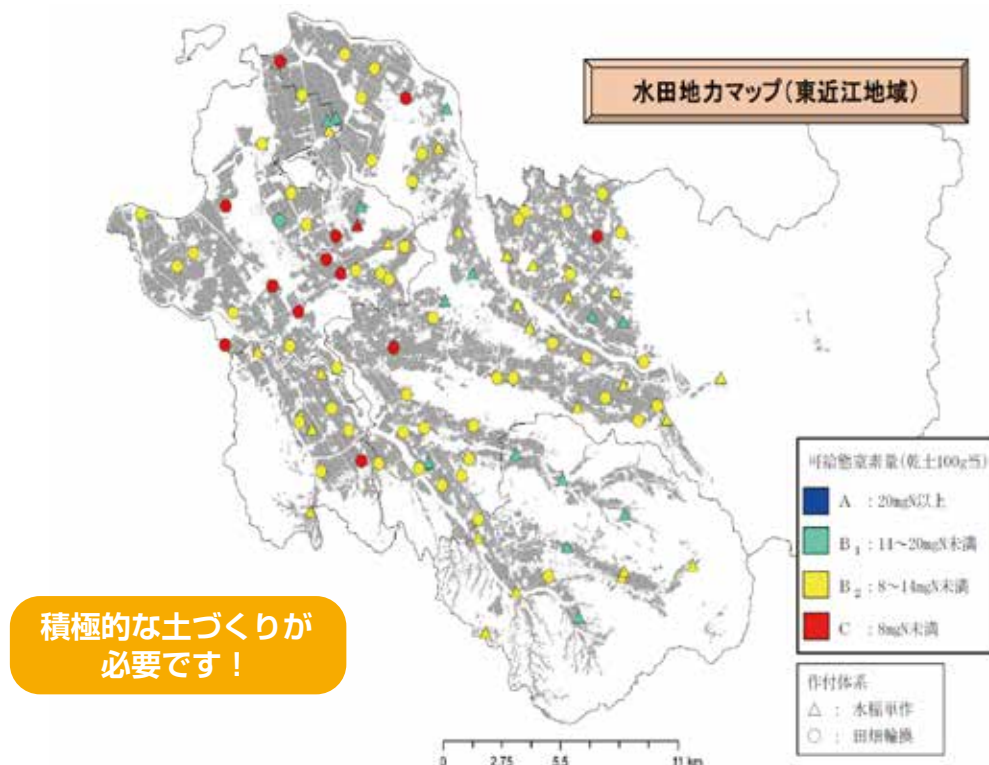 水田地力マップ(東近江地域)
可給態窒素量(乾土100g当)
A :20mgN以上
B₁:14~20mgN未満
B₂:8~14mgN未満
C :8mgN未満
積極的な土づくりが
必要です!
作付体系
△ : 水稲単作
○ : 田畑輪換
0 2.75 5.5 11 km